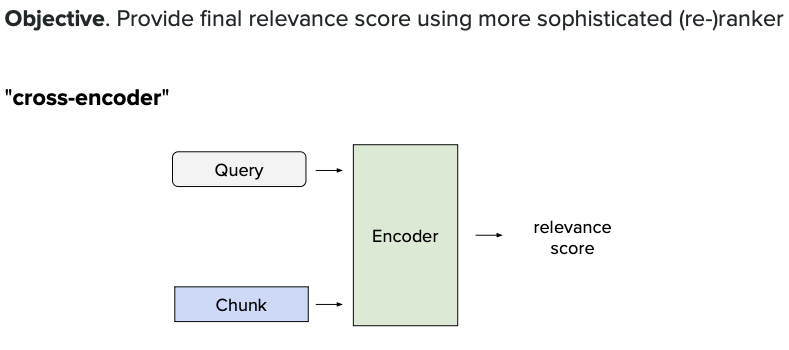 Objective. Provide final relevance score using more sophisticated (re-)ranker
"cross-encoder"
Query
Encoder
relevance
score
Chunk